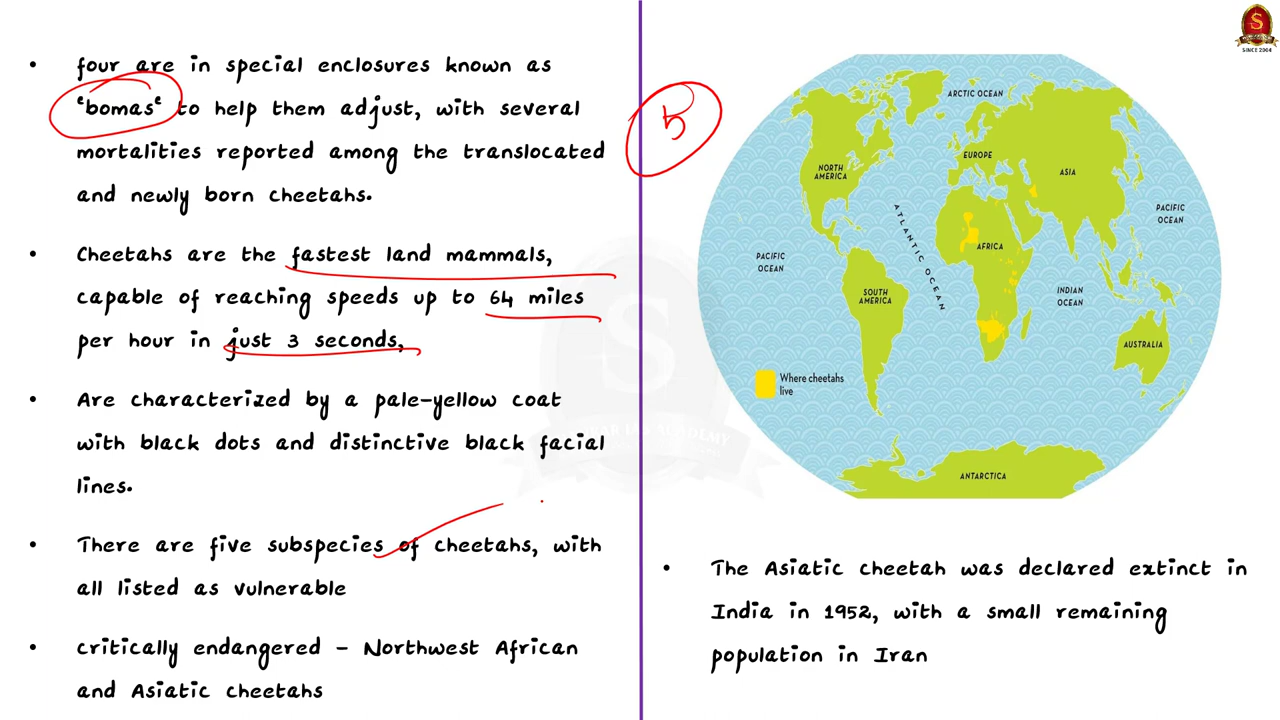 • four are in special enclosures known as
'bomas' to help them adjust, with several
mortalities reported among the translocated
and newly born cheetahs.
• Cheetahs are the fastest land mammals,
capable of reaching speeds up to 64 miles
per hour in just 3 seconds,
• Are characterized by a pale-yellow coat
with black dots and distinctive black facial
lines.
• There are five subspecies of cheetahs, with
all listed as vulnerable
• critically endangered - Northwest African
and Asiatic cheetahs
5
S
SINCE 2004
ARCTIC OCEAN
NORTH
AMERICA
EUROPE
ASIA
ATLANTIC OCEAN
PACIFIC
OCEAN
AFRICA
PACIFIC
OCEAN
SOUTH
AMERICA
INDIAN
OCEAN
AUSTRALIA
Where cheetahs
live
ANTARCTICA
• The Asiatic cheetah was declared extinct in
India in 1952, with a small remaining
population in Iran